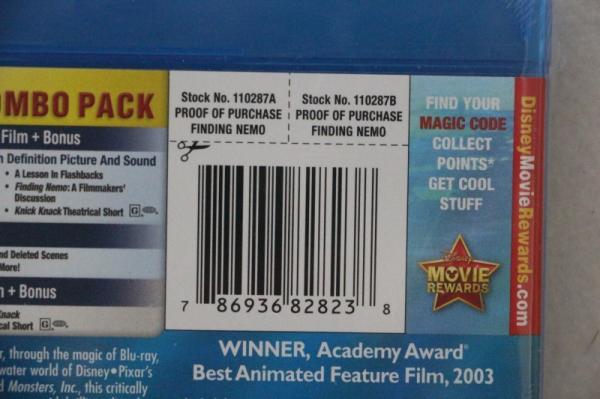 OMBO PACK
Film + Bonus
Definition Picture And Sound
• A Lesson In Flashbacks
• Finding Nemo: A Filmmakers'
Discussion
• Knick Knack Theatrical Short G
nd Deleted Scenes
More!
+ Bonus
Knack
cal Short G
Stock No. 110287A
PROOF OF PURCHASE
FINDING NEMO
Stock No. 110287B
PROOF OF PURCHASE
FINDING NEMO
7 86936 82823 8
FIND YOUR
MAGIC CODE
COLLECT
POINTS*
GET COOL
STUFF
Disney
MOVIE
REWARDS
DisneyMovieRewards.com
WINNER, Academy Award®
Best Animated Feature Film, 2003
, through the magic of Blu-ray,
water world of Disney•Pixar's
d Monsters, Inc., this critically